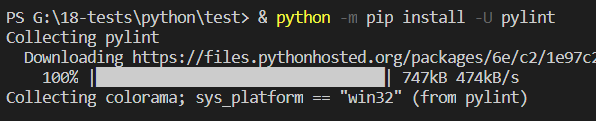 PS G:\18-tests\python\test> & python -m pip install -U pylint
Collecting pylint
Downloading https://files.pythonhosted.org/packages/6e/c2/1e97c2
100% |████████████████████████████████| 747kB 474kB/s
Collecting colorama; sys_platform == "win32" (from pylint)